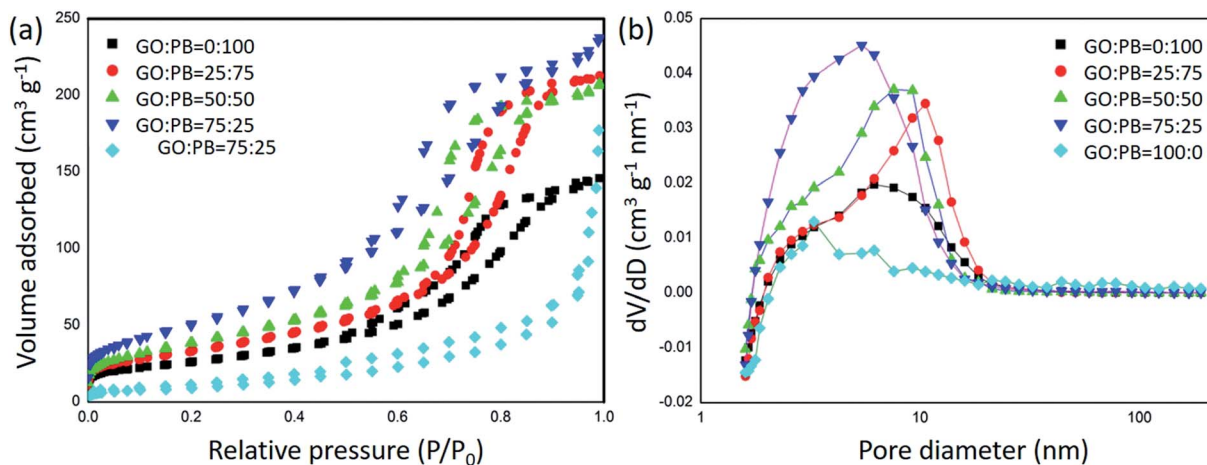 (a)
GO:PB=0:100
GO:PB=25:75
GO:PB=50:50
GO:PB=75:25
GO:PB=75:25
Volume adsorbed (cm³ g⁻¹)
250
200
150
100
50
0
0.0 0.2 0.4 0.6 0.8 1.0
Relative pressure (P/P₀)
(b)
GO:PB=0:100
GO:PB=25:75
GO:PB=50:50
GO:PB=75:25
GO:PB=100:0
dV/dD (cm³ g⁻¹ nm⁻¹)
0.05
0.04
0.03
0.02
0.01
0.00
-0.01
-0.02
1 10 100
Pore diameter (nm)